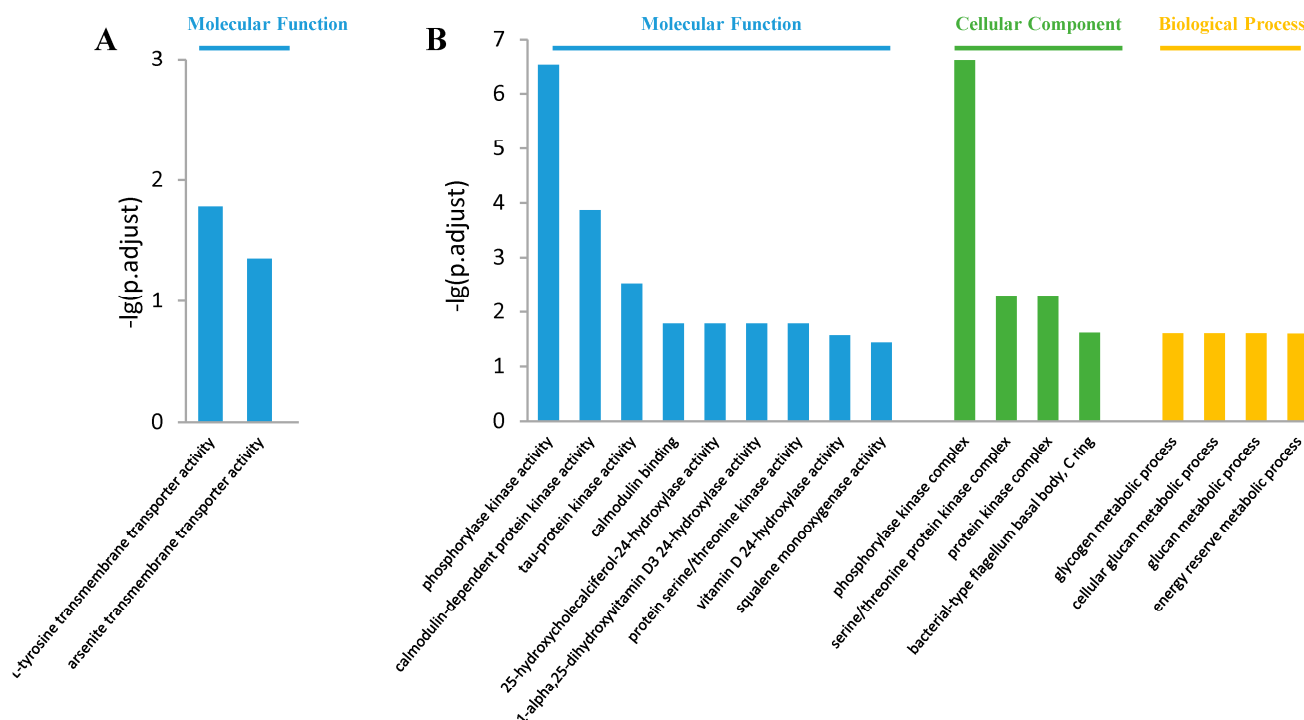 A
Molecular Function
-lg(p.adjust)
3
2
1
0
L-tyrosine transmembrane transporter activity
arsenite transmembrane transporter activity
B
Molecular Function
Cellular Component
Biological Process
-lg(p.adjust)
7
6
5
4
3
2
1
0
phosphorylase kinase activity
calmodulin-dependent protein kinase activity
tau-protein kinase activity
calmodulin binding
25-hydroxycholecalciferol-24-hydroxylase activity
1-alpha,25-dihydroxyvitamin D3 24-hydroxylase activity
protein serine/threonine kinase activity
vitamin D 24-hydroxylase activity
squalene monooxygenase activity
phosphorylase kinase complex
serine/threonine protein kinase complex
protein kinase complex
bacterial-type flagellum basal body, C ring
glycogen metabolic process
cellular glucan metabolic process
glucan metabolic process
energy reserve metabolic process